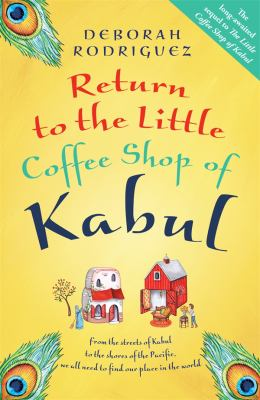 DEBORAH
RODRIGUEZ
long-awaited
sequel to The Little
Coffee Shop of Kabul
Return
to the Little
Coffee Shop of
Kabul
From the streets of Kabul
to the shores of the Pacific,
we all need to find our place in the world